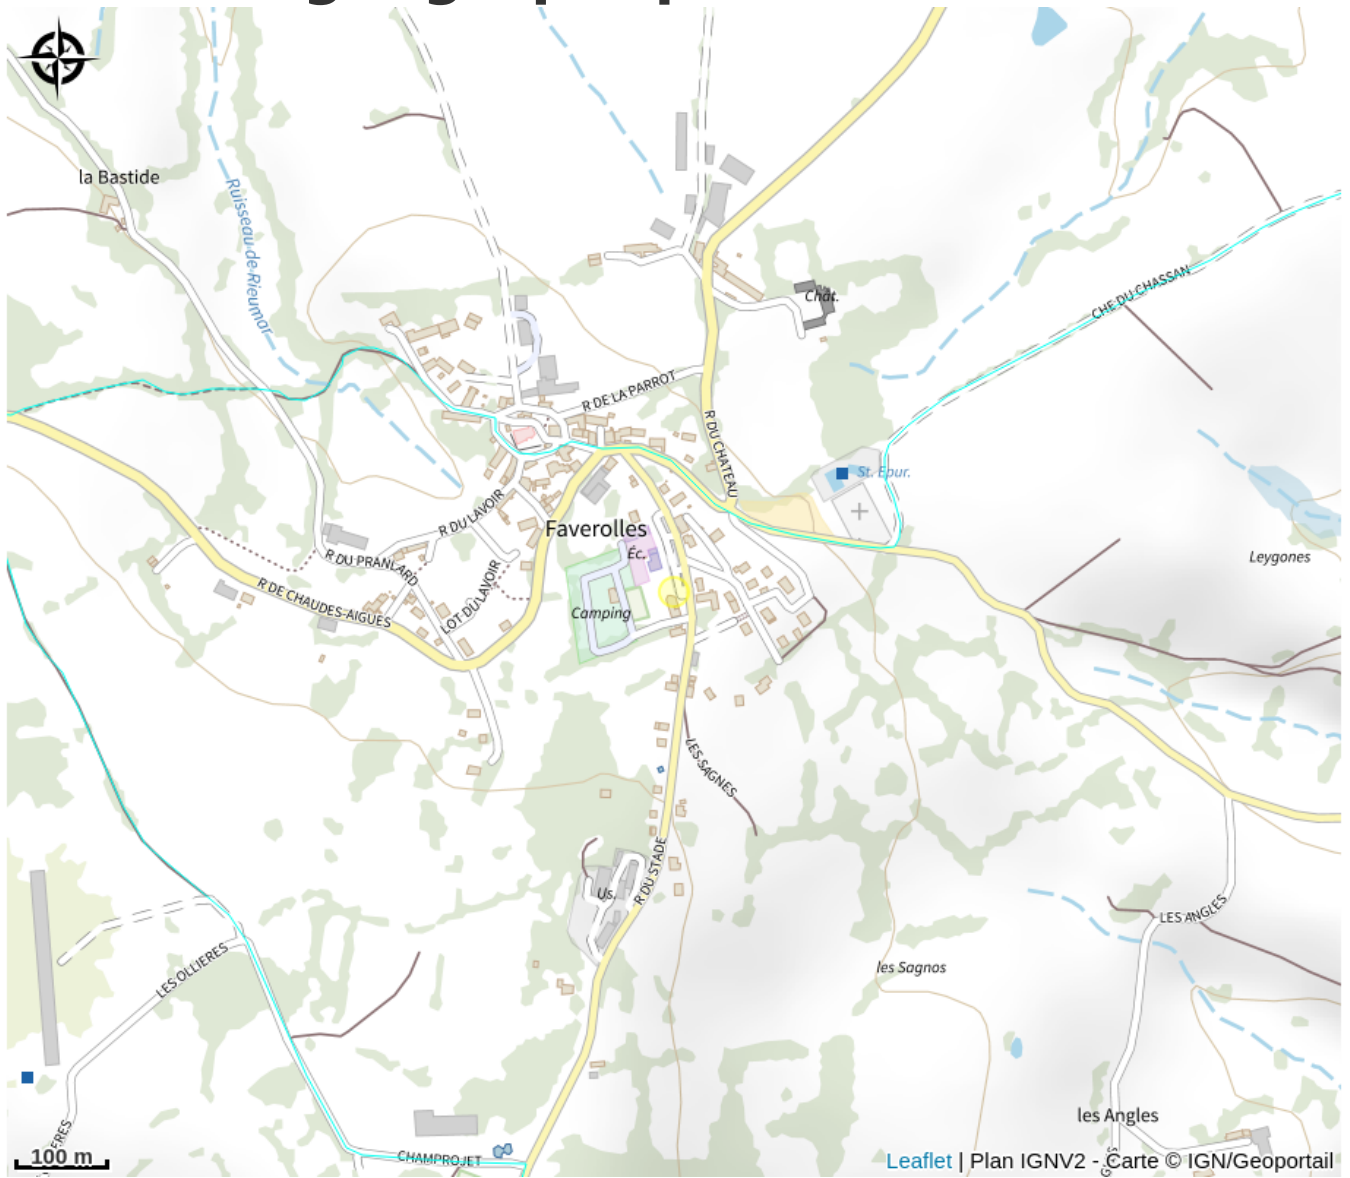 la Bastide
Ruisseau de Rieumar
Chât.
CHE DU CHASSAN
R DE LA PARROT
R DU CHATEAU
St. Epur.
R DU LAVOIR
Faverolles
Éc.
Leygones
R DU PRANLARD
R DE CHAUDES-AIGUES
LOT DU LAVOIR
Camping
LES SAGNES
R DU STADE
Us.
LES ANGLES
LES OLLIERES
les Sagnos
les Angles
CHAMPROJET
100 m
Leaflet | Plan IGNV2 - Carte © IGN/Geoportail